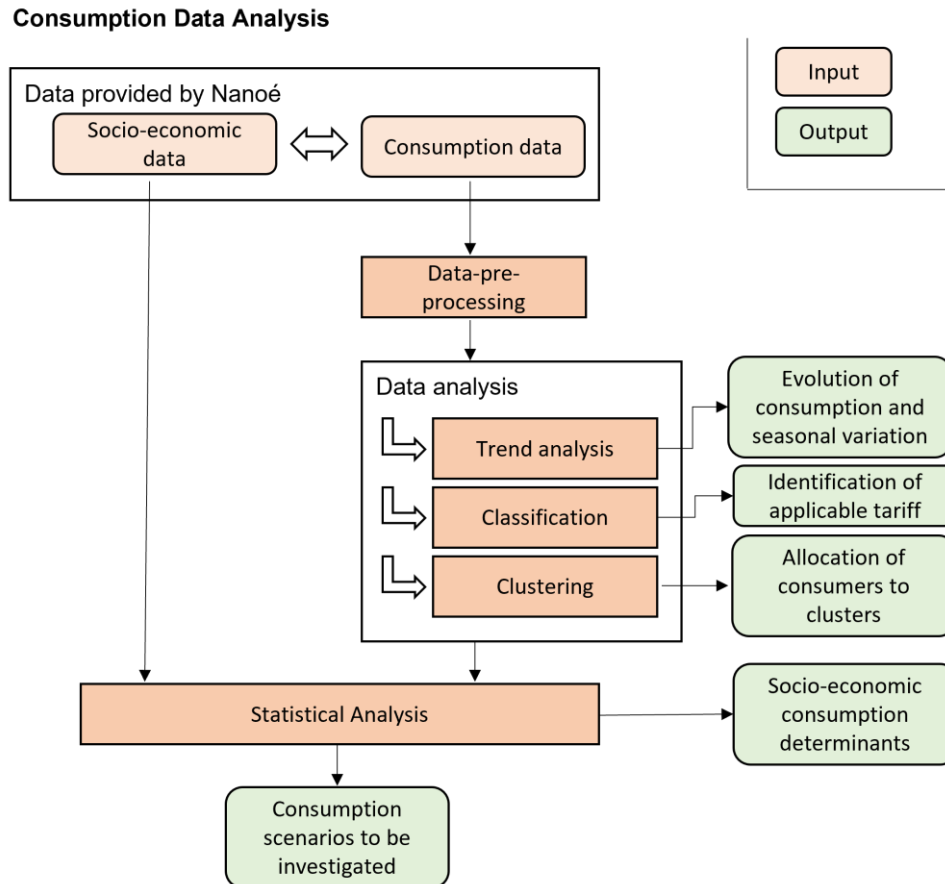 Consumption Data Analysis
Data provided by Nanoé
Socio-economic
data
Consumption data
Input
Output
Data-pre-
processing
Data analysis
Trend analysis
Classification
Clustering
Evolution of
consumption and
seasonal variation
Identification of
applicable tariff
Allocation of
consumers to
clusters
Statistical Analysis
Socio-economic
consumption
determinants
Consumption
scenarios to be
investigated